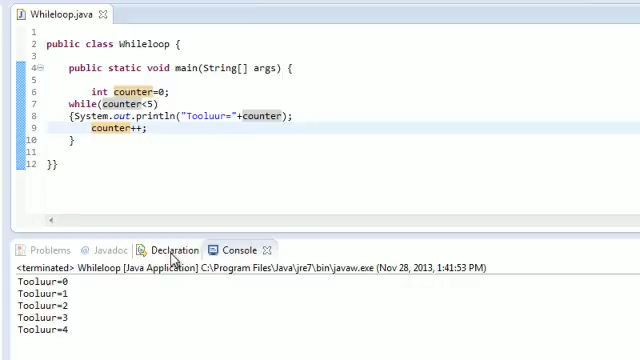 Whileloop.java
1
2 public class Whileloop {
3
4 public static void main(String[] args) {
5
6 int counter=0;
7 while(counter<5)
8 {System.out.println("Tooluur="+counter);
9 counter++;
10 }
11
12 }}
Problems @ Javadoc Declaration Console
<terminated> Whileloop [Java Application] C:\Program Files\Java\jre7\bin\javaw.exe (Nov 28, 2013, 1:41:53 PM)
Tooluur=0
Tooluur=1
Tooluur=2
Tooluur=3
Tooluur=4